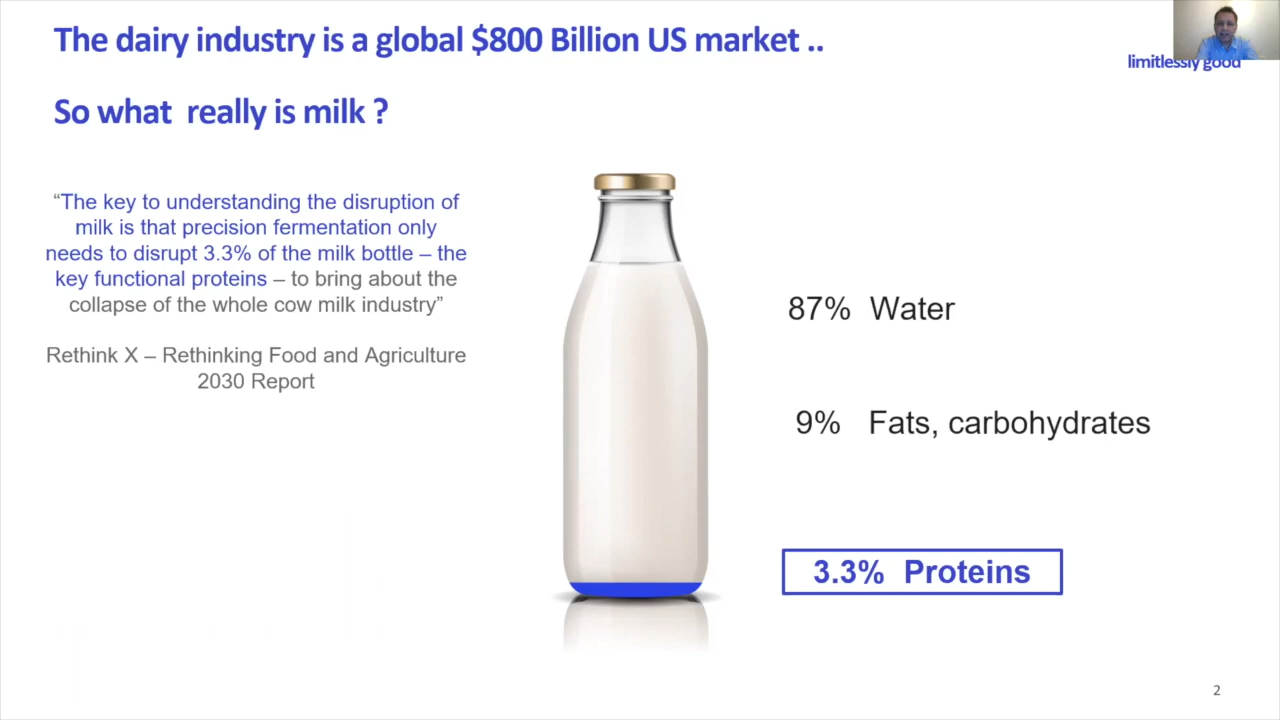 The dairy industry is a global $800 Billion US market ..
limitlessly good
So what really is milk ?
“The key to understanding the disruption of
milk is that precision fermentation only
needs to disrupt 3.3% of the milk bottle – the
key functional proteins – to bring about the
collapse of the whole cow milk industry”
Rethink X – Rethinking Food and Agriculture
2030 Report
87% Water
9% Fats, carbohydrates
3.3% Proteins
2